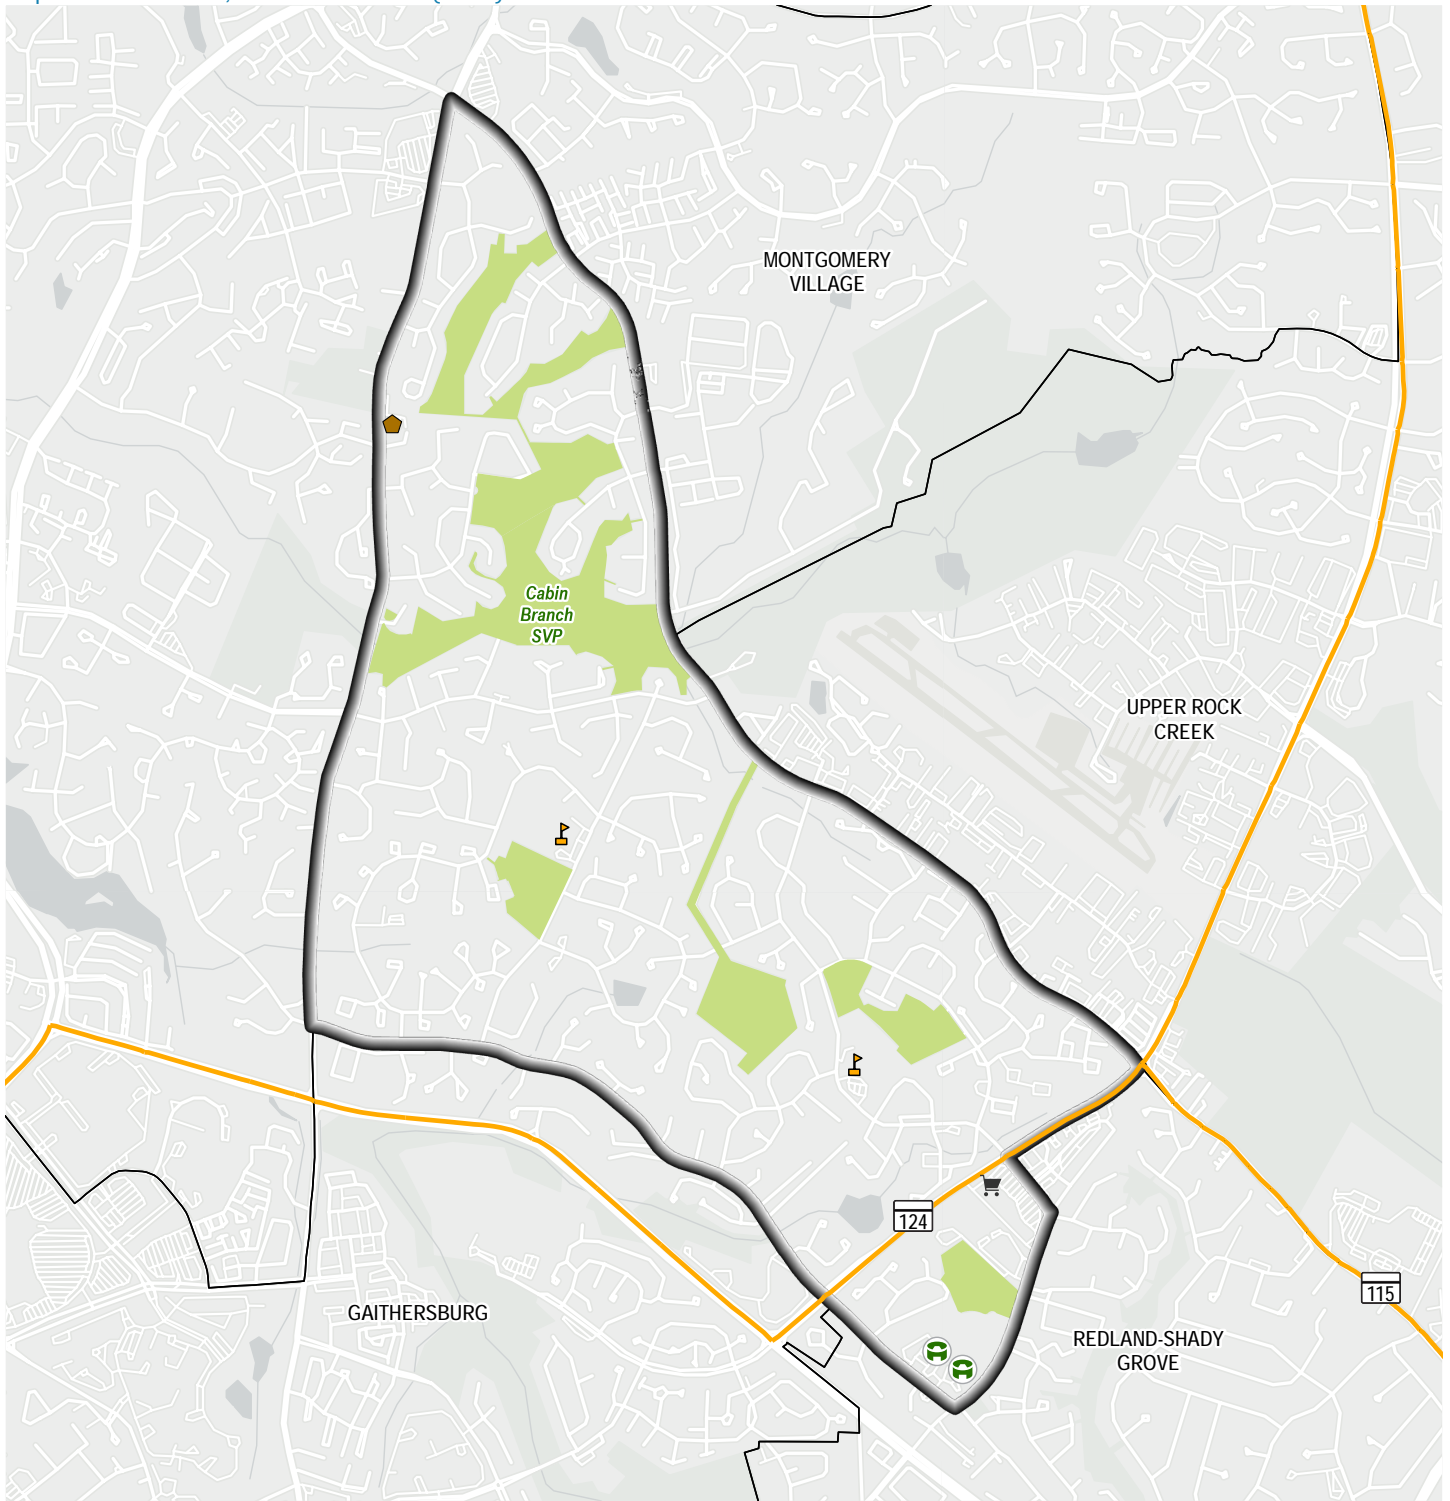 MONTGOMERY
VILLAGE
Cabin
Branch
SVP
UPPER ROCK
CREEK
124
115
GAITHERSBURG
REDLAND-SHADY
GROVE